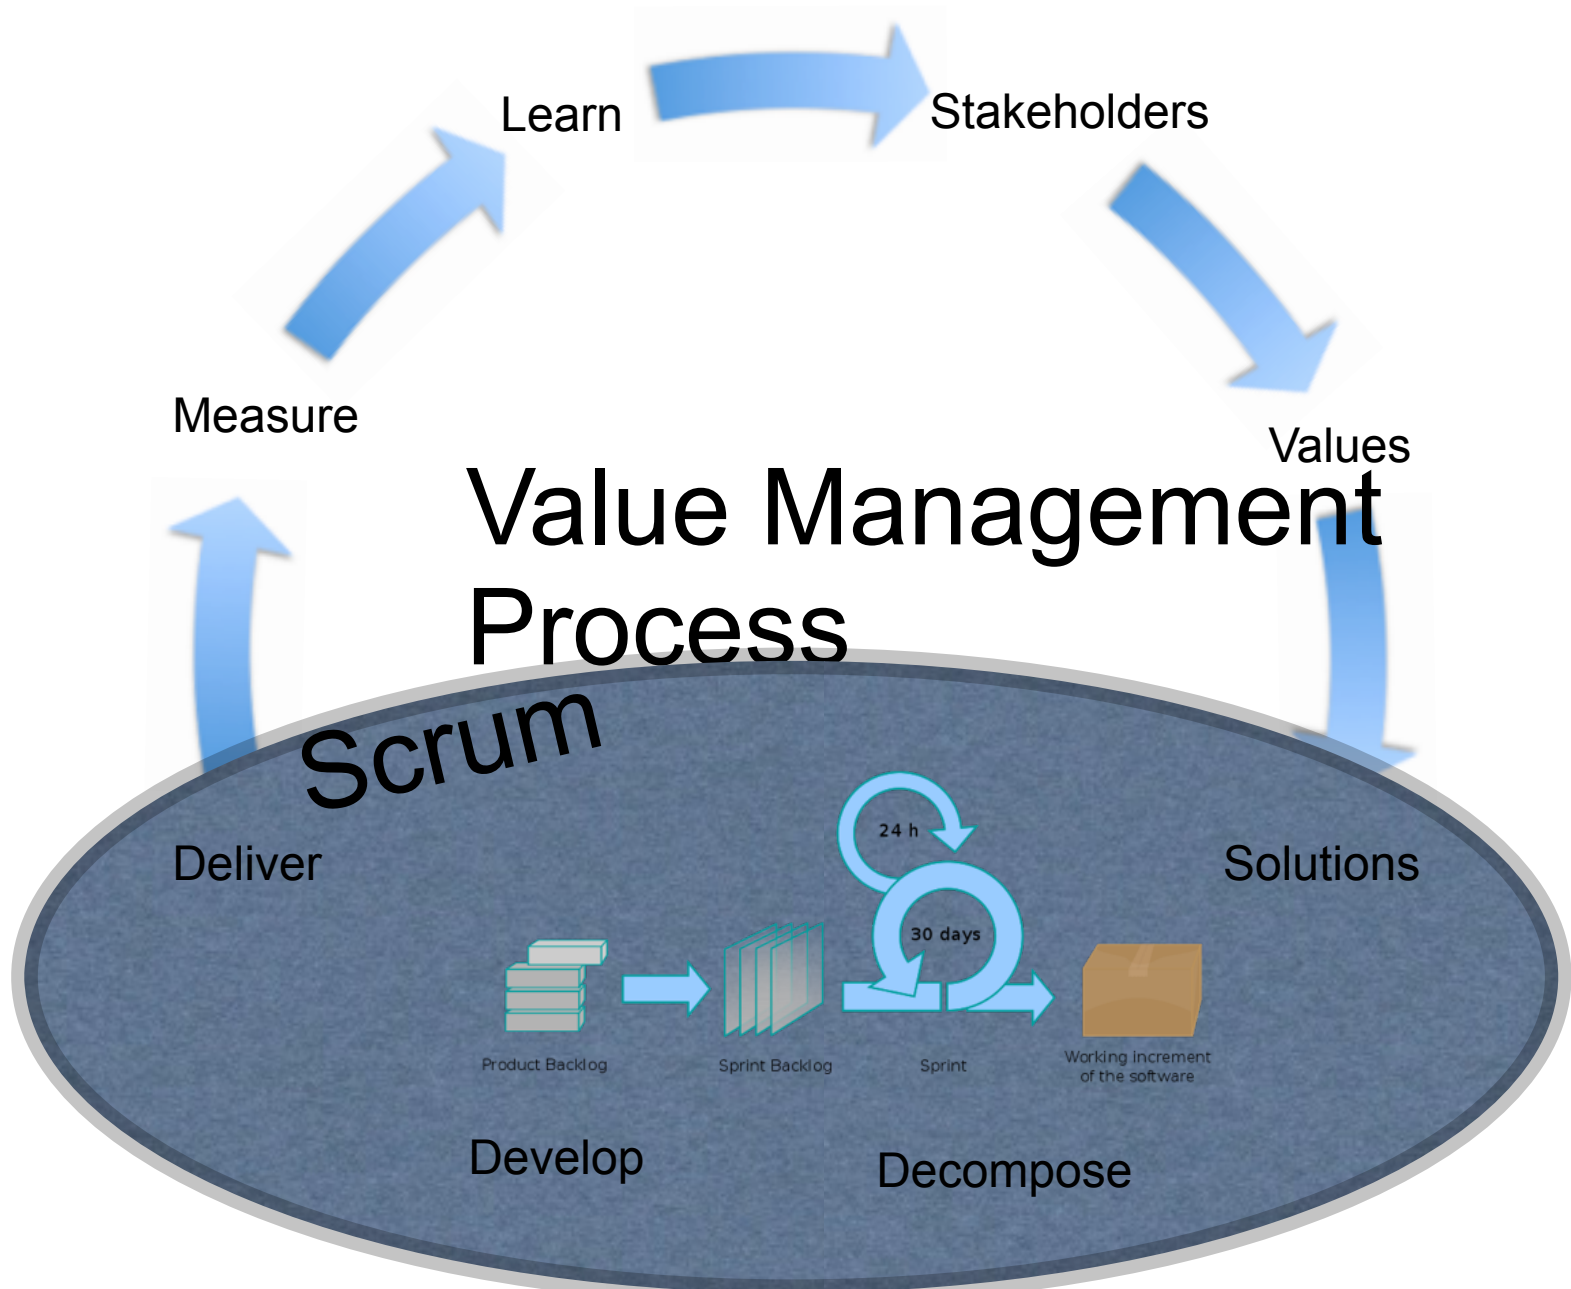 Learn
Stakeholders
Measure
Values
Value Management
Process
Scrum
24 h
Deliver
Solutions
30 days
Product Backlog
Sprint Backlog
Sprint
Working increment
of the software
Develop
Decompose